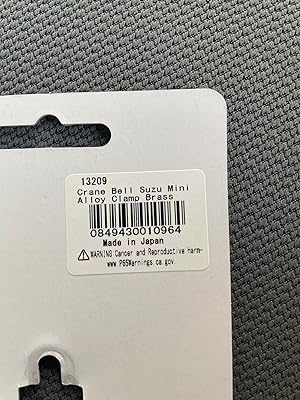 13209
Crane Bell Suzu Mini
Alloy Clamp Brass
0849430010964
Made in Japan
⚠WARNING Cancer and Reproductive harm-
www.P65Warnings.ca.gov.